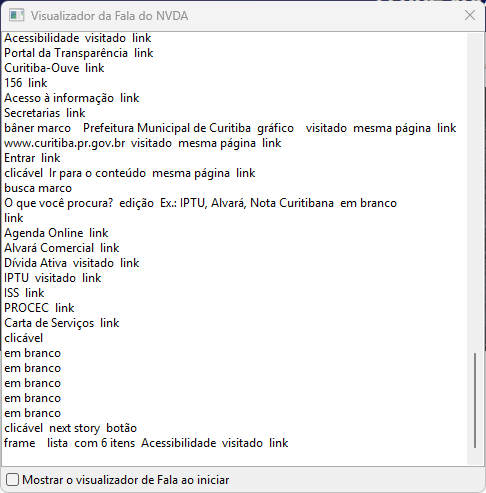 Visualizador da Fala do NVDA
Acessibilidade visitado link
Portal da Transparência link
Curitiba-Ouve link
156 link
Acesso à informação link
Secretarias link
bâner marco Prefeitura Municipal de Curitiba gráfico visitado mesma página link
www.curitiba.pr.gov.br visitado mesma página link
Entrar link
clicável Ir para o conteúdo mesma página link
busca marco
O que você procura? edição Ex.: IPTU, Alvará, Nota Curitibana em branco
link
Agenda Online link
Alvará Comercial link
Dívida Ativa visitado link
IPTU visitado link
ISS link
PROCEC link
Carta de Serviços link
clicável
em branco
em branco
em branco
em branco
em branco
clicável next story botão
frame lista com 6 itens Acessibilidade visitado link
Mostrar o visualizador de Fala ao iniciar